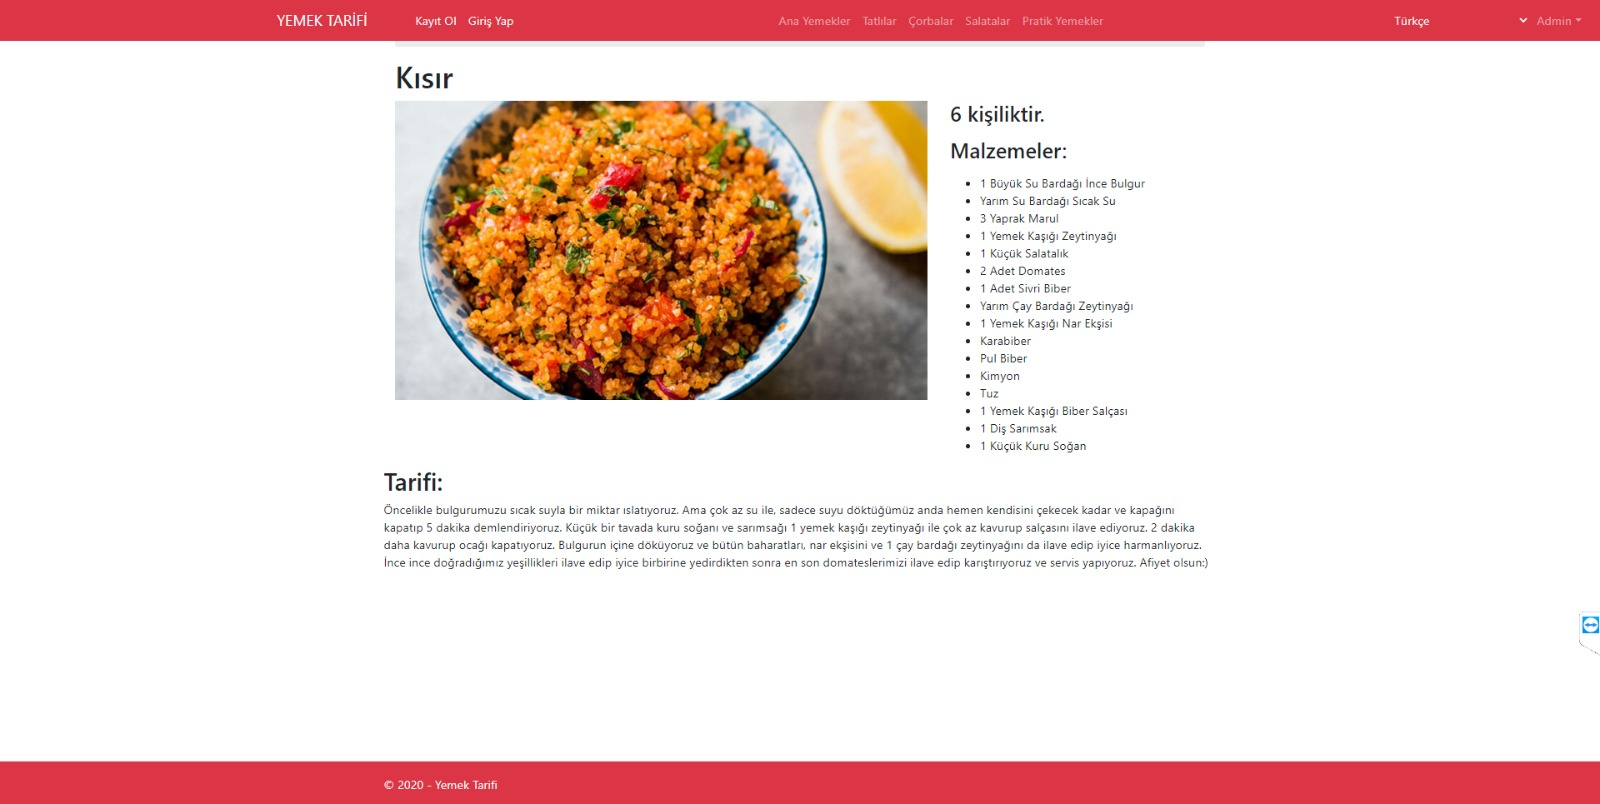 YEMEK TARİFİ Kayıt Ol Giriş Yap Ana Yemekler Tatlılar Çorbalar Salatalar Pratik Yemekler Türkçe Admin
Kısır
6 kişiliktir.
Malzemeler:
1 Büyük Su Bardağı İnce Bulgur
Yarım Su Bardağı Sıcak Su
3 Yaprak Marul
1 Yemek Kaşığı Zeytinyağı
1 Küçük Salatalık
2 Adet Domates
1 Adet Sivri Biber
Yarım Çay Bardağı Zeytinyağı
1 Yemek Kaşığı Nar Ekşisi
Karabiber
Pul Biber
Kimyon
Tuz
1 Yemek Kaşığı Biber Salçası
1 Diş Sarımsak
1 Küçük Kuru Soğan
Tarifi:
Öncelikle bulgurumuzu sıcak suyla bir miktar ıslatıyoruz. Ama çok az su ile, sadece suyu döktüğümüz anda hemen kendisini çekecek kadar ve kapağını
kapatıp 5 dakika demlendiriyoruz. Küçük bir tavada kuru soğanı ve sarımsağı 1 yemek kaşığı zeytinyağı ile çok az kavurup salçasını ilave ediyoruz. 2 dakika
daha kavurup ocağı kapatıyoruz. Bulgurun içine döküyoruz ve bütün baharatları, nar ekşisini ve 1 çay bardağı zeytinyağını da ilave edip iyice harmanlıyoruz.
İnce ince doğradığımız yeşillikleri ilave edip iyice birbirine yedirdikten sonra en son domateslerimizi ilave edip karıştırıyoruz ve servis yapıyoruz. Afiyet olsun:)
© 2020 - Yemek Tarifi